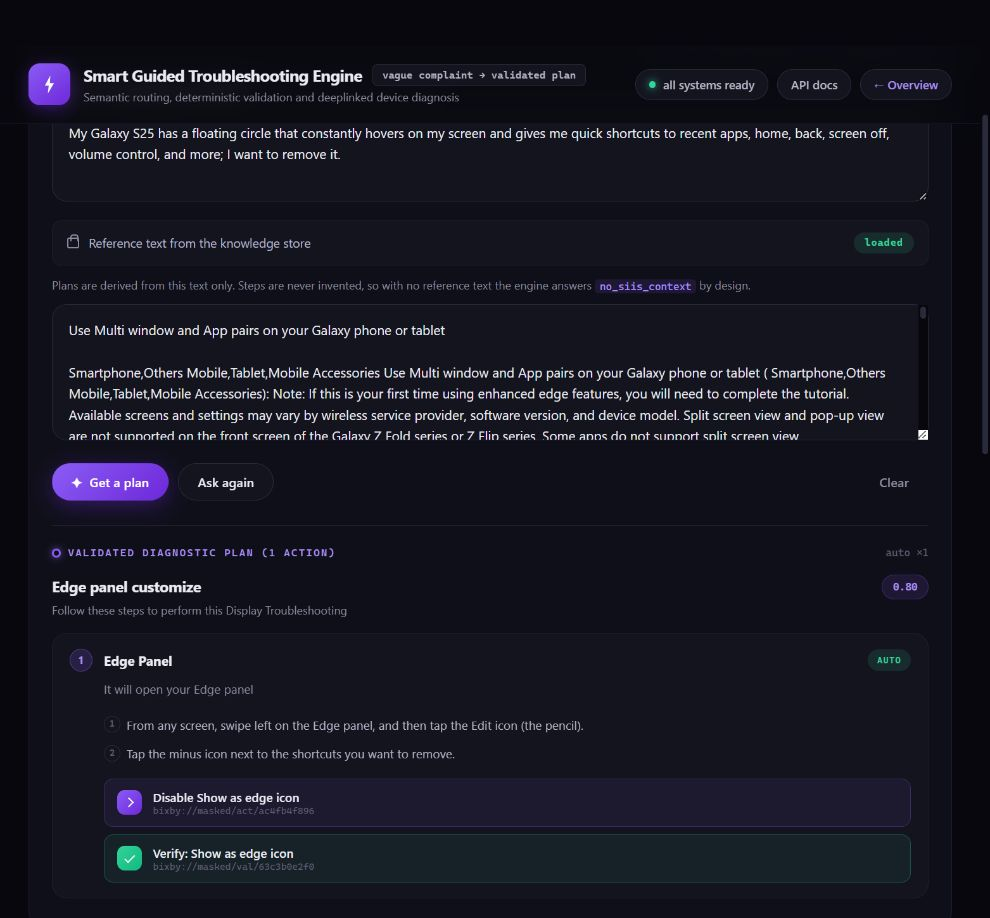 Smart Guided Troubleshooting Engine
vague complaint → validated plan
Semantic routing, deterministic validation and deeplinked device diagnosis
all systems ready
API docs
← Overview
My Galaxy S25 has a floating circle that constantly hovers on my screen and gives me quick shortcuts to recent apps, home, back, screen off,
volume control, and more; I want to remove it.
Reference text from the knowledge store
loaded
Plans are derived from this text only. Steps are never invented, so with no reference text the engine answers no_siis_context by design.
Use Multi window and App pairs on your Galaxy phone or tablet
Smartphone,Others Mobile,Tablet,Mobile Accessories Use Multi window and App pairs on your Galaxy phone or tablet ( Smartphone,Others
Mobile,Tablet,Mobile Accessories): Note: If this is your first time using enhanced edge features, you will need to complete the tutorial.
Available screens and settings may vary by wireless service provider, software version, and device model. Split screen view and pop-up view
are not supported on the front screen of the Galaxy Z Fold series or Z Flip series. Some apps do not support split screen view
✦ Get a plan
Ask again
Clear
VALIDATED DIAGNOSTIC PLAN (1 ACTION)
auto ×1
Edge panel customize
0.80
Follow these steps to perform this Display Troubleshooting
1
Edge Panel
AUTO
It will open your Edge panel
1 From any screen, swipe left on the Edge panel, and then tap the Edit icon (the pencil).
2 Tap the minus icon next to the shortcuts you want to remove.
Disable Show as edge icon
bixby://masked/act/ac4fb4f896
Verify: Show as edge icon
bixby://masked/val/63c3b0e2f0